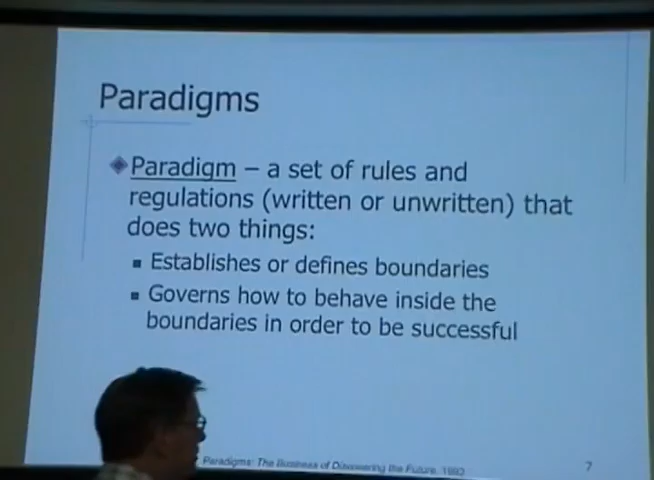 Paradigms
Paradigm – a set of rules and
regulations (written or unwritten) that
does two things:
Establishes or defines boundaries
Governs how to behave inside the
boundaries in order to be successful
Paradigms: The Business of Discovering the Future, 1992
7